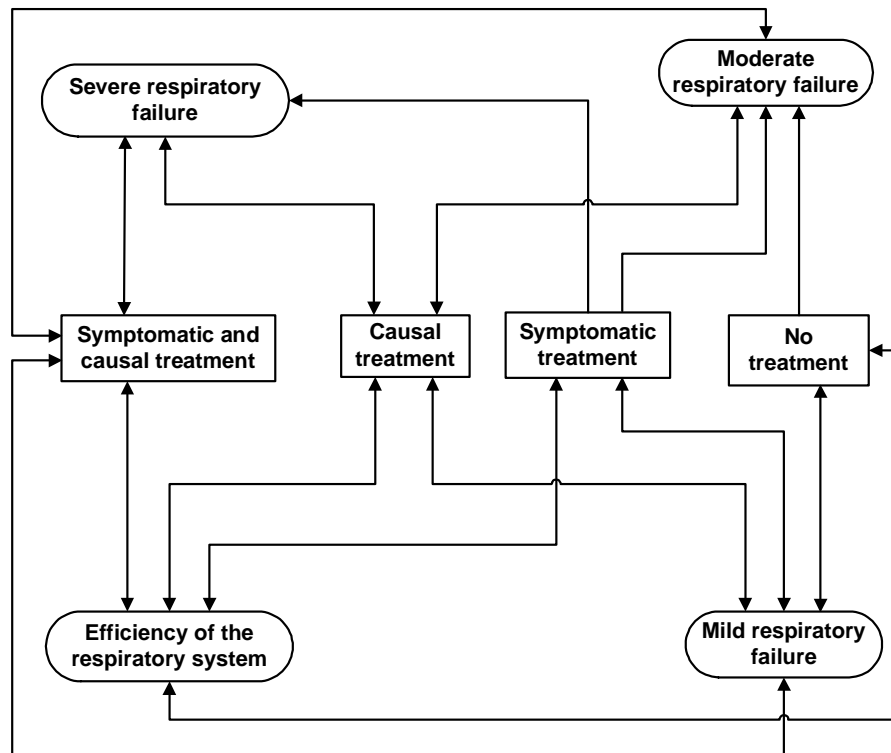 Moderate
respiratory failure
Severe respiratory
failure
Symptomatic and
causal treatment
Causal
treatment
Symptomatic
treatment
No
treatment
Efficiency of the
respiratory system
Mild respiratory
failure